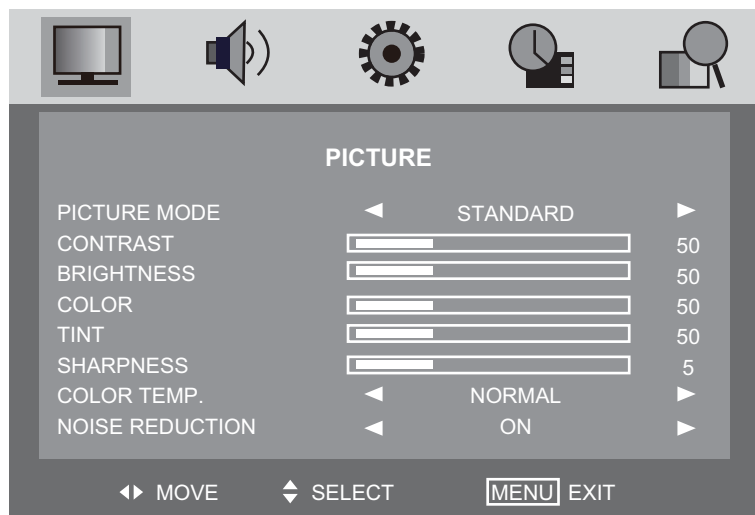 PICTURE
PICTURE MODE STANDARD
CONTRAST 50
BRIGHTNESS 50
COLOR 50
TINT 50
SHARPNESS 5
COLOR TEMP. NORMAL
NOISE REDUCTION ON
MOVE SELECT MENU EXIT